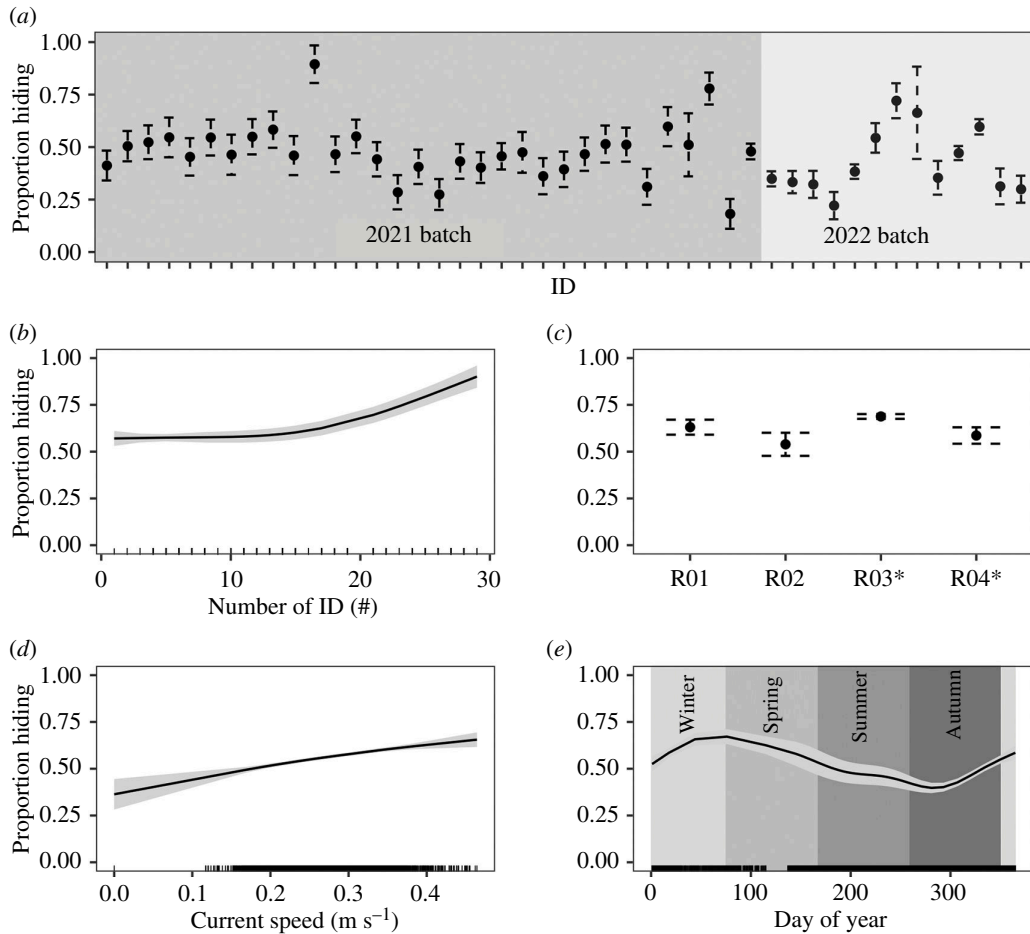 (a)
Proportion hiding
1.00
0.75
0.50
0.25
0.00
2021 batch
2022 batch
ID
(b)
Proportion hiding
1.00
0.75
0.50
0.25
0.00
0 10 20 30
Number of ID (#)
(c)
1.00
0.75
0.50
0.25
0.00
R01 R02 R03* R04*
(d)
Proportion hiding
1.00
0.75
0.50
0.25
0.00
0.0 0.2 0.3 0.4
Current speed (m s⁻¹)
(e)
1.00
0.75
0.50
0.25
0.00
Winter
Spring
Summer
Autumn
0 100 200 300
Day of year